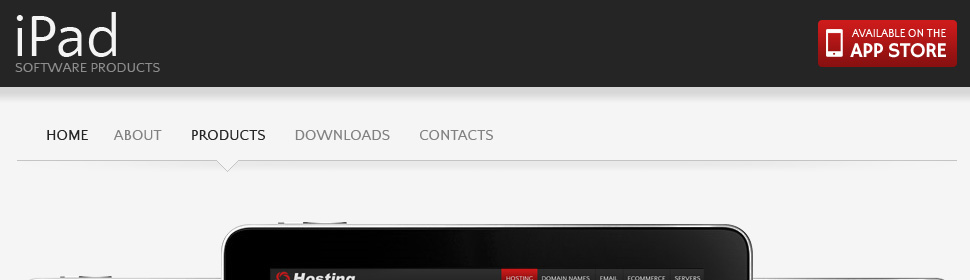 iPad
SOFTWARE PRODUCTS
AVAILABLE ON THE
APP STORE
HOME ABOUT PRODUCTS DOWNLOADS CONTACTS
Hosting
HOSTING DOMAIN NAMES EMAIL ECOMMERCE SERVERS